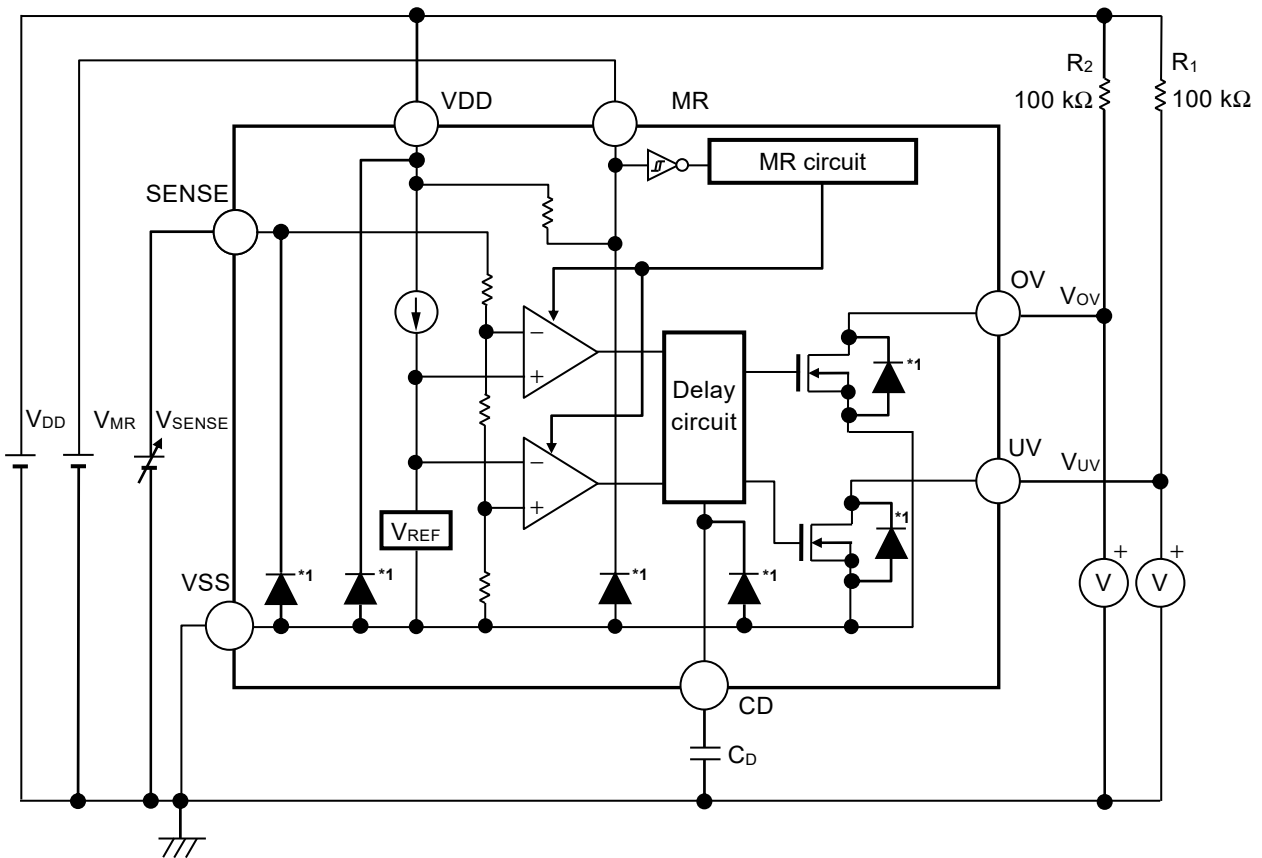 R2
100 kΩ
R1
100 kΩ
VDD
MR
MR circuit
SENSE
OV
VOV
−
+
*1
Delay
circuit
VDD
VMR
VSENSE
UV
VUV
−
+
*1
VREF
VSS
*1
*1
*1
*1
+
V
+
V
CD
CD